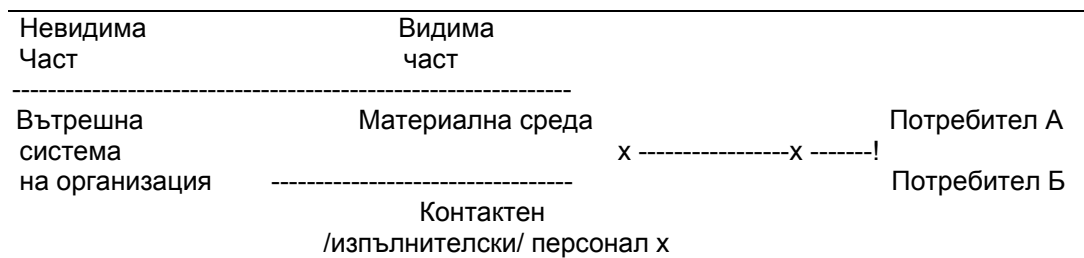 Невидима Видима
Част част
---------------------------------------------------------------
Вътрешна Материална среда Потребител А
система x -----------------x -------!
на организация ---------------------------------- Потребител Б
Контактен
/изпълнителски/ персонал x